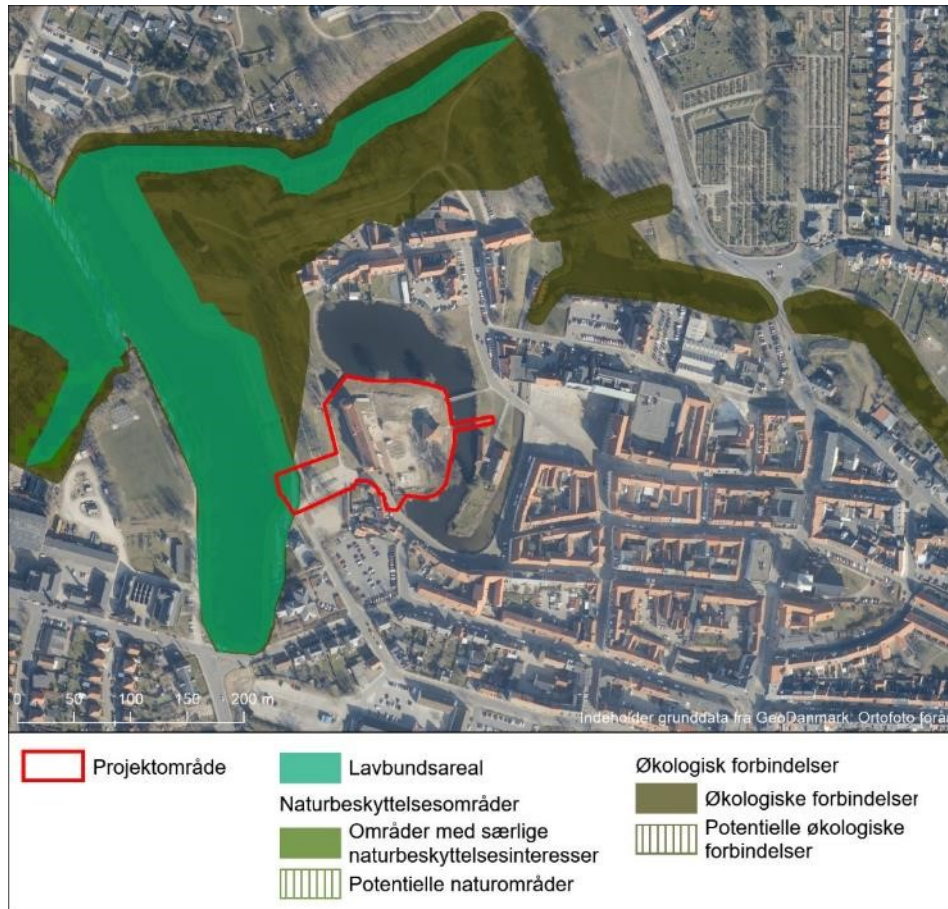 0 50 100 150 200 m
Indeholder grunddata fra GeoDanmark. Ortofoto
Projektområde
Lavbundsareal
Naturbeskyttelsesområder
Områder med særlige
naturbeskyttelsesinteresser
Potentielle naturområder
Økologisk forbindelser
Økologiske forbindelser
Potentielle økologiske
forbindelser